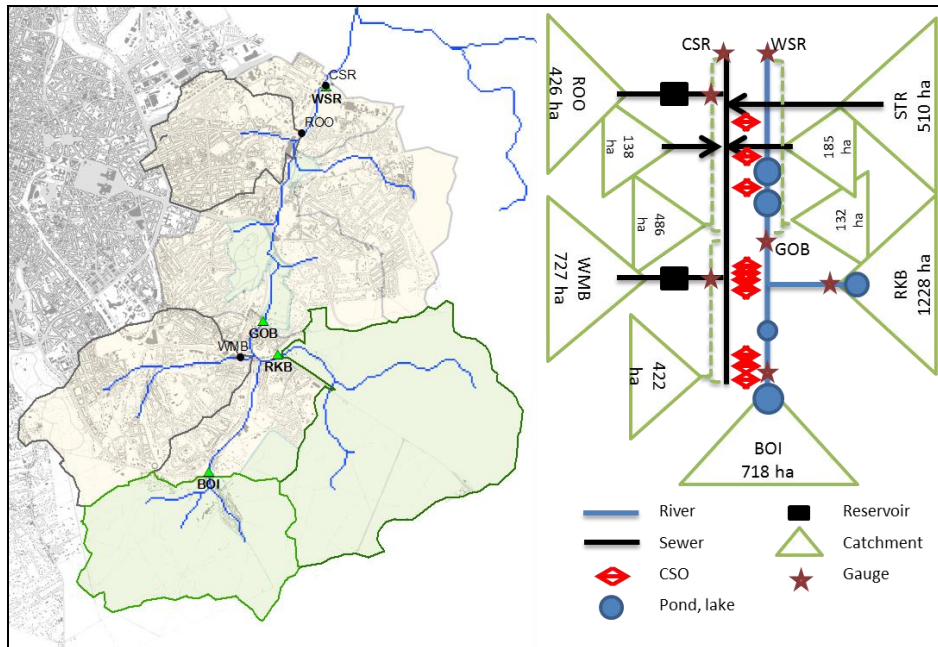 CSR
WSR
ROO
GOB
WMB
RKB
BOI
CSR
WSR
ROO
426 ha
STR
510 ha
138
ha
185
ha
486
ha
132
ha
GOB
WMB
727 ha
RKB
1228 ha
422
ha
BOI
718 ha
River
Reservoir
Sewer
Catchment
CSO
Gauge
Pond, lake